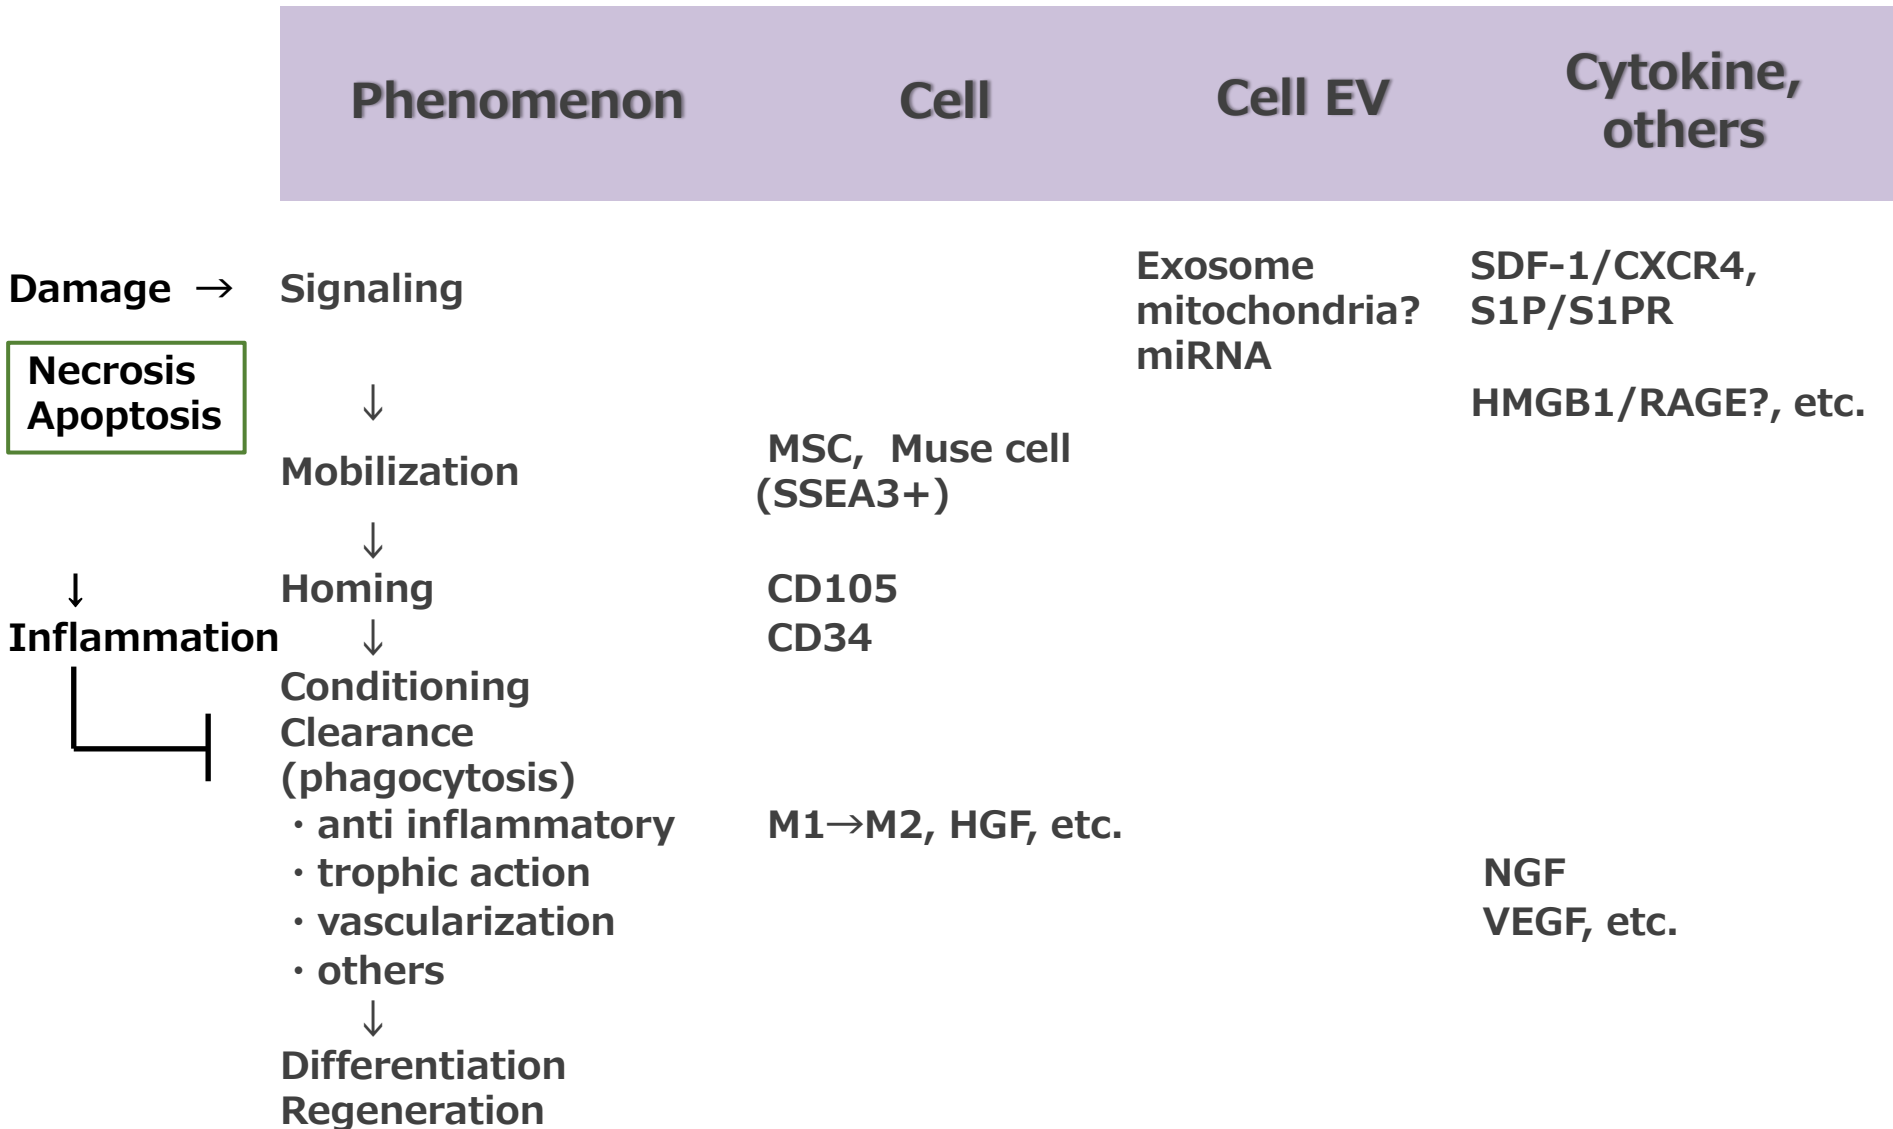 Phenomenon
Cell
Cell EV
Cytokine,
others
Damage → Signaling
Exosome
mitochondria?
miRNA
SDF-1/CXCR4,
S1P/S1PR
HMGB1/RAGE?, etc.
Necrosis
Apoptosis
↓
Mobilization
MSC, Muse cell
(SSEA3+)
↓
Homing
CD105
CD34
↓
Inflammation
↓
Conditioning
Clearance
(phagocytosis)
・anti inflammatory
M1→M2, HGF, etc.
・trophic action
NGF
・vascularization
VEGF, etc.
・others
↓
Differentiation
Regeneration